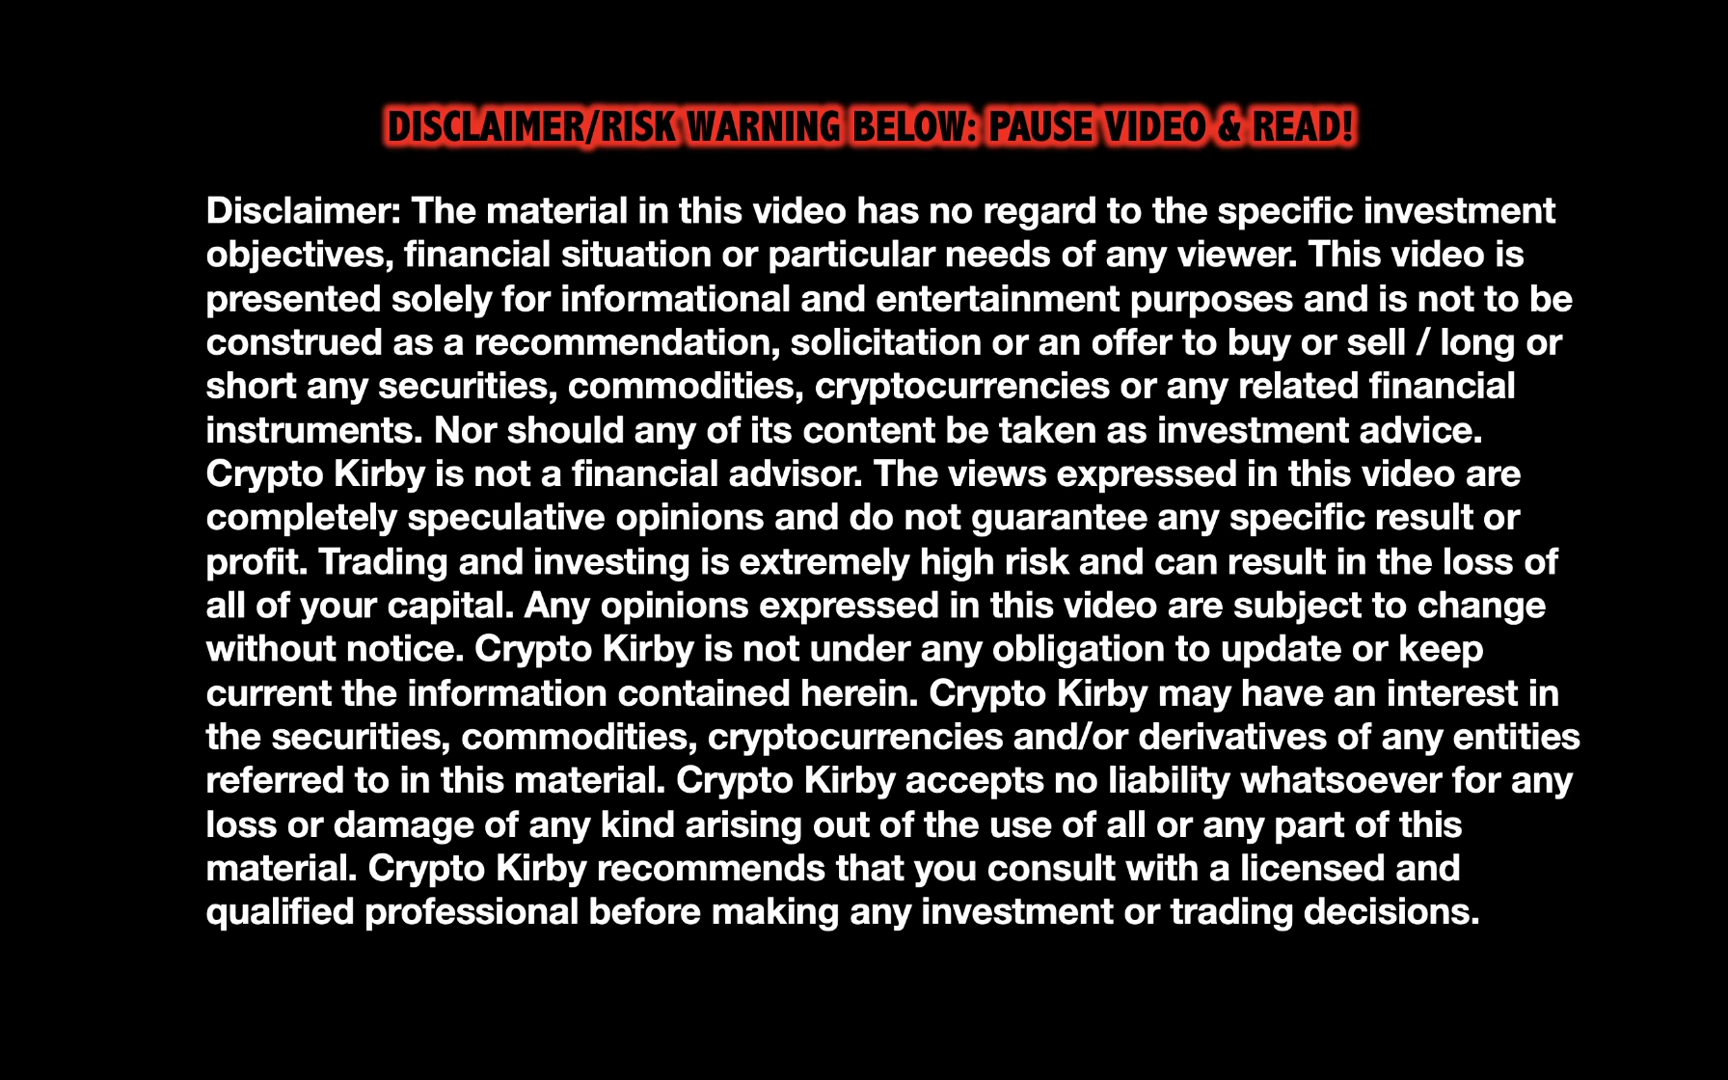 DISCLAIMER/RISK WARNING BELOW: PAUSE VIDEO & READ!
Disclaimer: The material in this video has no regard to the specific investment
objectives, financial situation or particular needs of any viewer. This video is
presented solely for informational and entertainment purposes and is not to be
construed as a recommendation, solicitation or an offer to buy or sell / long or
short any securities, commodities, cryptocurrencies or any related financial
instruments. Nor should any of its content be taken as investment advice.
Crypto Kirby is not a financial advisor. The views expressed in this video are
completely speculative opinions and do not guarantee any specific result or
profit. Trading and investing is extremely high risk and can result in the loss of
all of your capital. Any opinions expressed in this video are subject to change
without notice. Crypto Kirby is not under any obligation to update or keep
current the information contained herein. Crypto Kirby may have an interest in
the securities, commodities, cryptocurrencies and/or derivatives of any entities
referred to in this material. Crypto Kirby accepts no liability whatsoever for any
loss or damage of any kind arising out of the use of all or any part of this
material. Crypto Kirby recommends that you consult with a licensed and
qualified professional before making any investment or trading decisions.